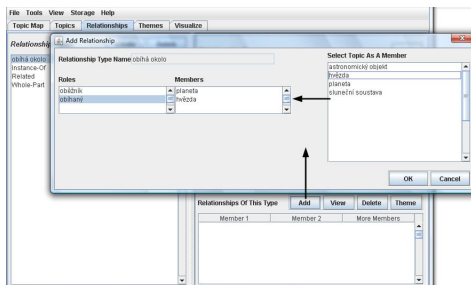 File Tools View Storage Help
Topic Map Topics Relationships Themes Visualize
Add Relationship
Relationship Type Name obíhá okolo
Select Topic As A Member
astronomický objekt
hvězda
planeta
sluneční soustava
Roles Members
oběžník planeta
obíhaný hvězda
OK Cancel
obíhá okolo
Instance-Of
Related
Whole-Part
Relationships Of This Type Add View Delete Theme
Member 1 Member 2 More Members